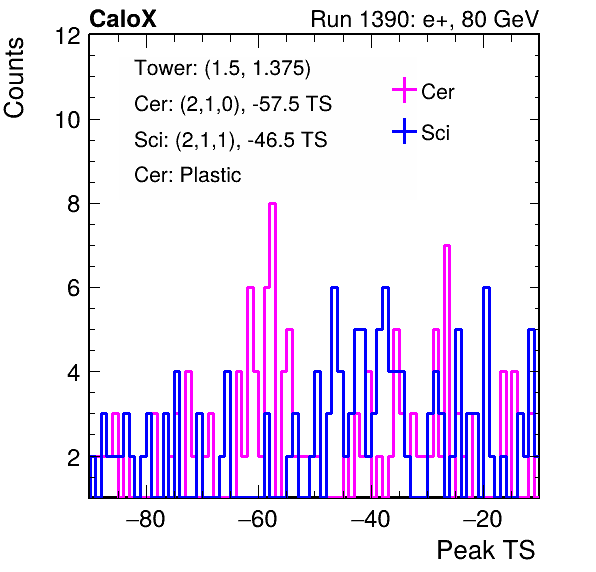 CaloX Run 1390: e+, 80 GeV
Counts
12
10
8
6
4
2
Tower: (1.5, 1.375)
Cer: (2,1,0), -57.5 TS
Sci: (2,1,1), -46.5 TS
Cer: Plastic
Cer
Sci
−80 −60 −40 −20
Peak TS